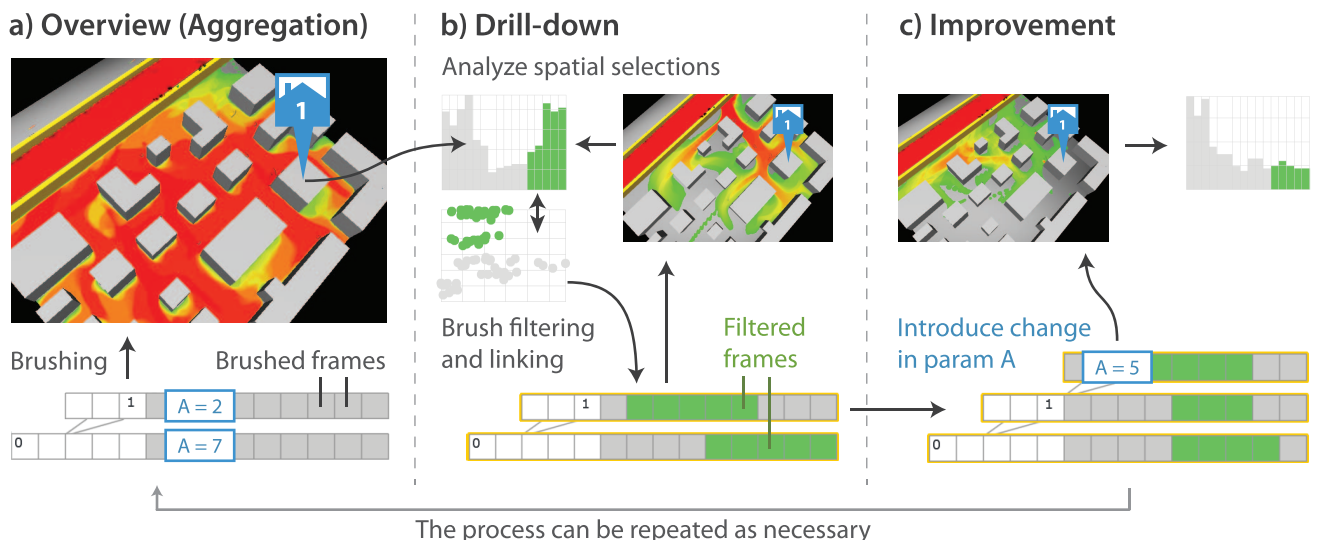 a) Overview (Aggregation)
1
Brushing
Brushed frames
1
A = 2
0
A = 7
b) Drill-down
Analyze spatial selections
1
Brush filtering
and linking
Filtered
frames
1
0
c) Improvement
1
Introduce change
in param A
A = 5
1
0
The process can be repeated as necessary